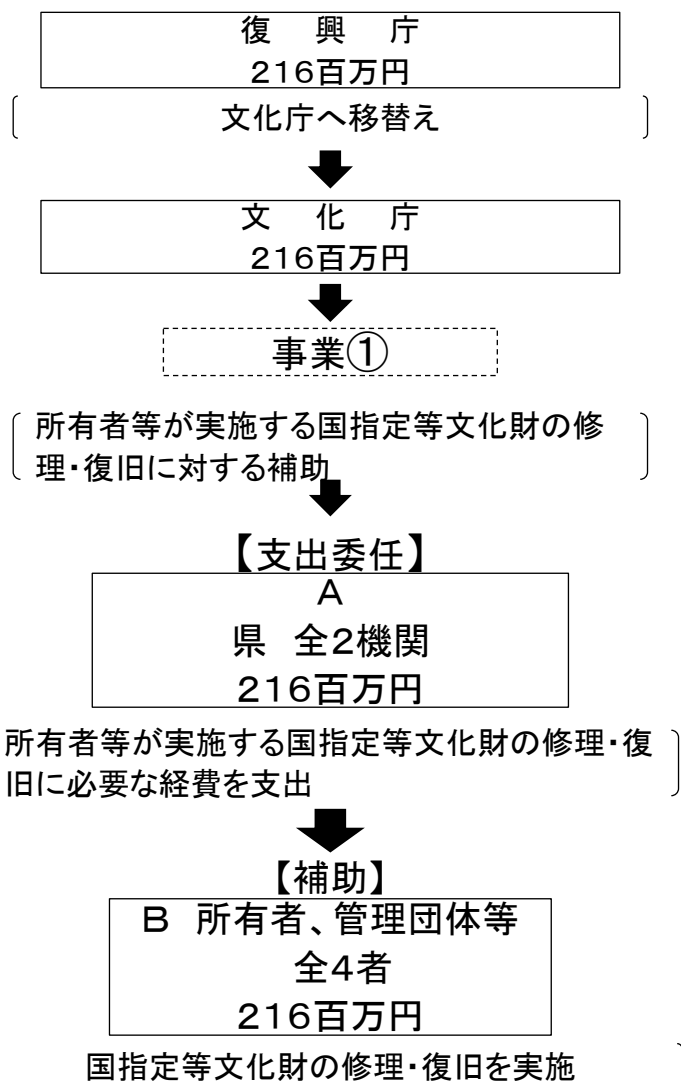 復　興　庁
216百万円
文化庁へ移替え
文　化　庁
216百万円
事業①
所有者等が実施する国指定等文化財の修
理・復旧に対する補助
【支出委任】
A
県　全2機関
216百万円
所有者等が実施する国指定等文化財の修理・復
旧に必要な経費を支出
【補助】
B　所有者、管理団体等
全4者
216百万円
国指定等文化財の修理・復旧を実施